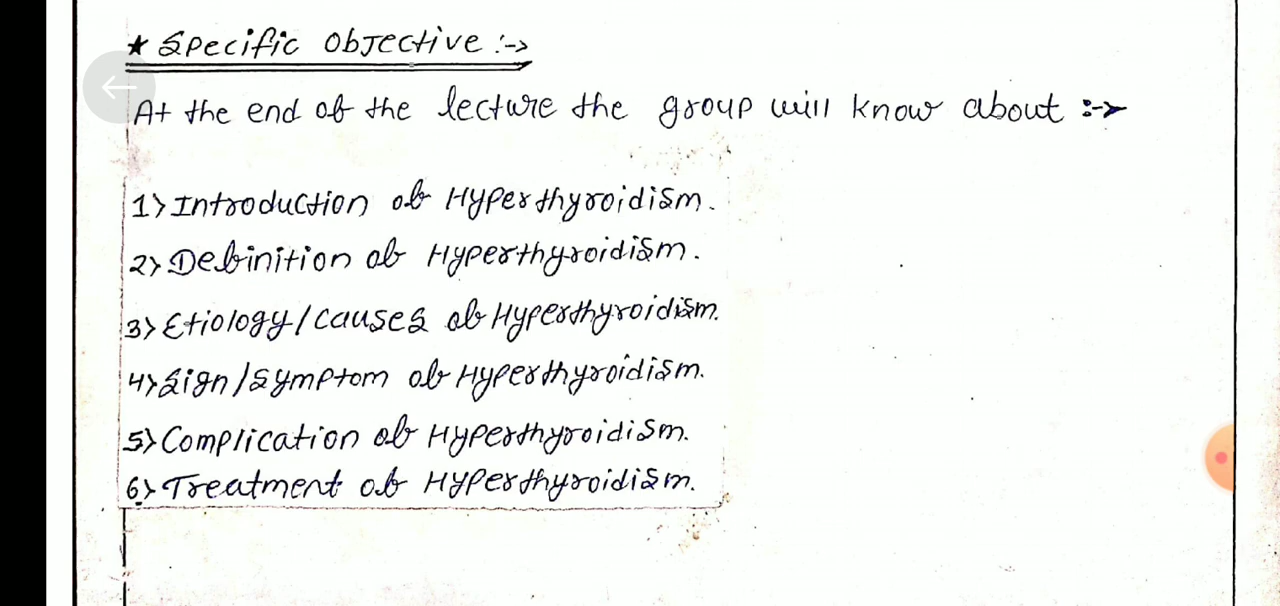 ★ Specific Objective :->
At the end of the lecture the group will know about :->
1> Introduction of Hyperthyroidism.
2> Definition of Hyperthyroidism.
3> Etiology/causes of Hyperthyroidism.
4> Sign/Symptom of Hyperthyroidism.
5> Complication of Hyperthyroidism.
6> Treatment of Hyperthyroidism.